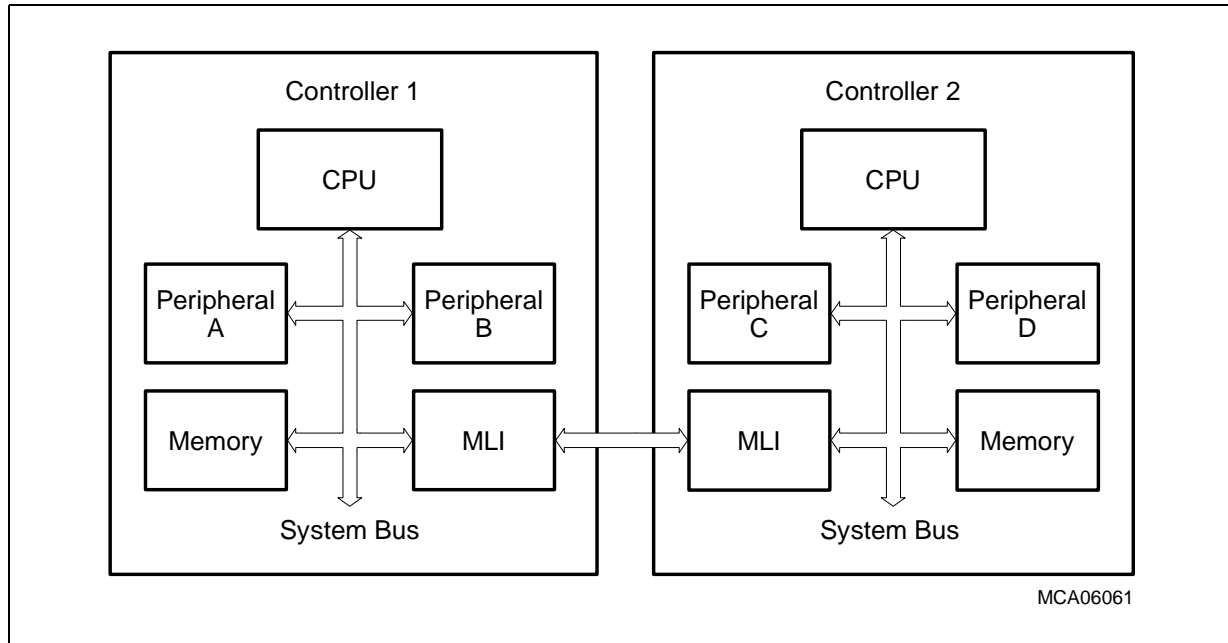 Controller 1
CPU
Peripheral
A
Peripheral
B
Memory
MLI
System Bus
Controller 2
CPU
Peripheral
C
Peripheral
D
MLI
Memory
System Bus
MCA06061